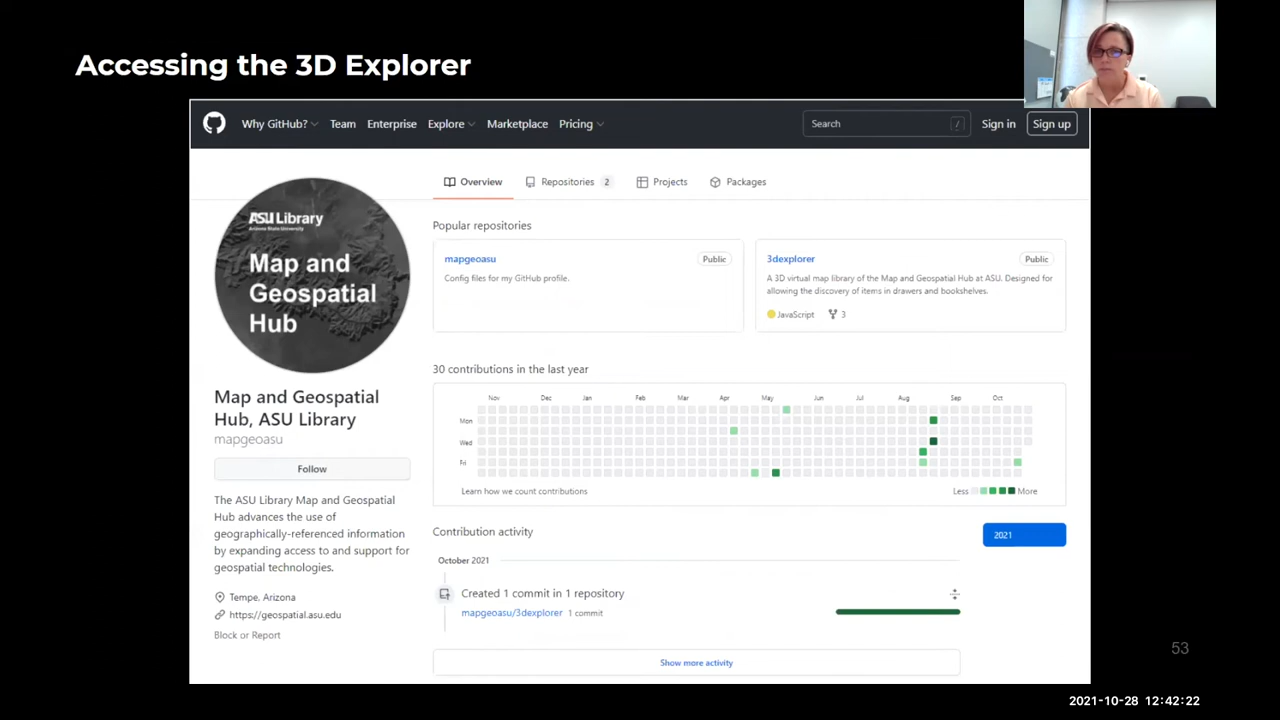 Accessing the 3D Explorer
Why GitHub? Team Enterprise Explore Marketplace Pricing
Search / Sign in Sign up
Overview Repositories 2 Projects Packages
ASU Library
Arizona State University
Map and
Geospatial
Hub
Map and Geospatial
Hub, ASU Library
mapgeoasu
Follow
The ASU Library Map and Geospatial
Hub advances the use of
geographically-referenced information
by expanding access to and support for
geospatial technologies.
Tempe, Arizona
https://geospatial.asu.edu
Block or Report
Popular repositories
mapgeoasu Public
Config files for my GitHub profile.
3dexplorer Public
A 3D virtual map library of the Map and Geospatial Hub at ASU. Designed for
allowing the discovery of items in drawers and bookshelves.
JavaScript 3
30 contributions in the last year
Nov Dec Jan Feb Mar Apr May Jun Jul Aug Sep Oct
Mon
Wed
Fri
Learn how we count contributions Less More
Contribution activity
2021
October 2021
Created 1 commit in 1 repository
mapgeoasu/3dexplorer 1 commit
Show more activity
53
2021-10-28 12:42:22